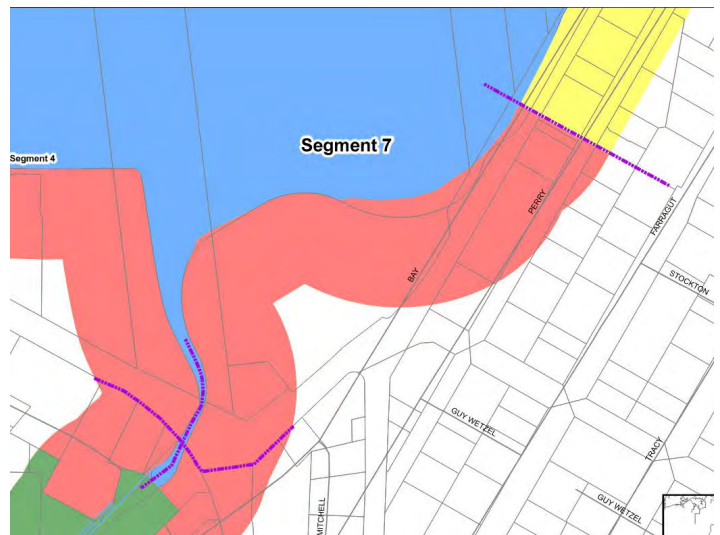 Segment 7
Segment 4
BAY
PERRY
FARRAGUT
STOCKTON
GUY WETZEL
TRACY
GUY WETZEL
MITCHELL